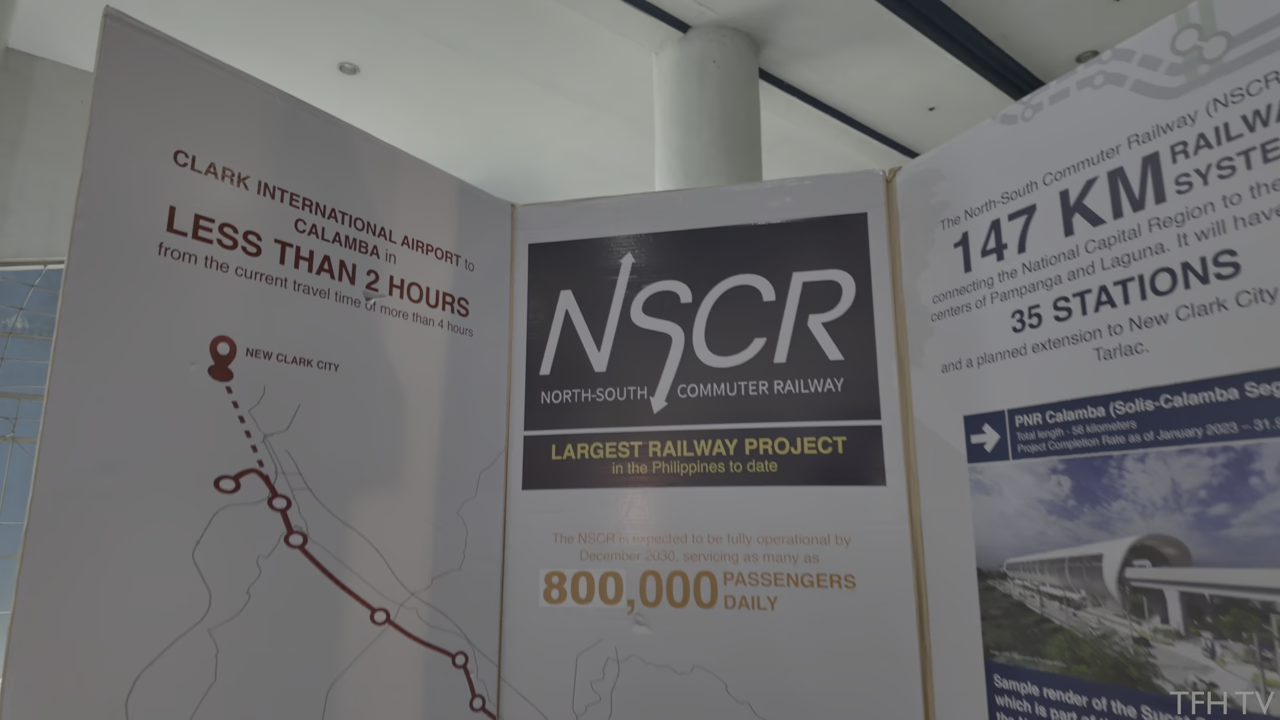 CLARK INTERNATIONAL AIRPORT to
CALAMBA in
LESS THAN 2 HOURS
from the current travel time of more than 4 hours
NEW CLARK CITY
NSCR
NORTH-SOUTH COMMUTER RAILWAY
LARGEST RAILWAY PROJECT
in the Philippines to date
The NSCR is expected to be fully operational by
December 2030, servicing as many as
800,000 PASSENGERS
DAILY
The North-South Commuter Railway (NSCR
147 KM RAILWA
SYSTE
connecting the National Capital Region to the
centers of Pampanga and Laguna. It will have
35 STATIONS
and a planned extension to New Clark City
Tarlac.
PNR Calamba (Solis-Calamba Seg
Total length - 56 kilometers
Project Completion Rate as of January 2023 – 31.
Sample render of the Suc
which is part of
TFH TV